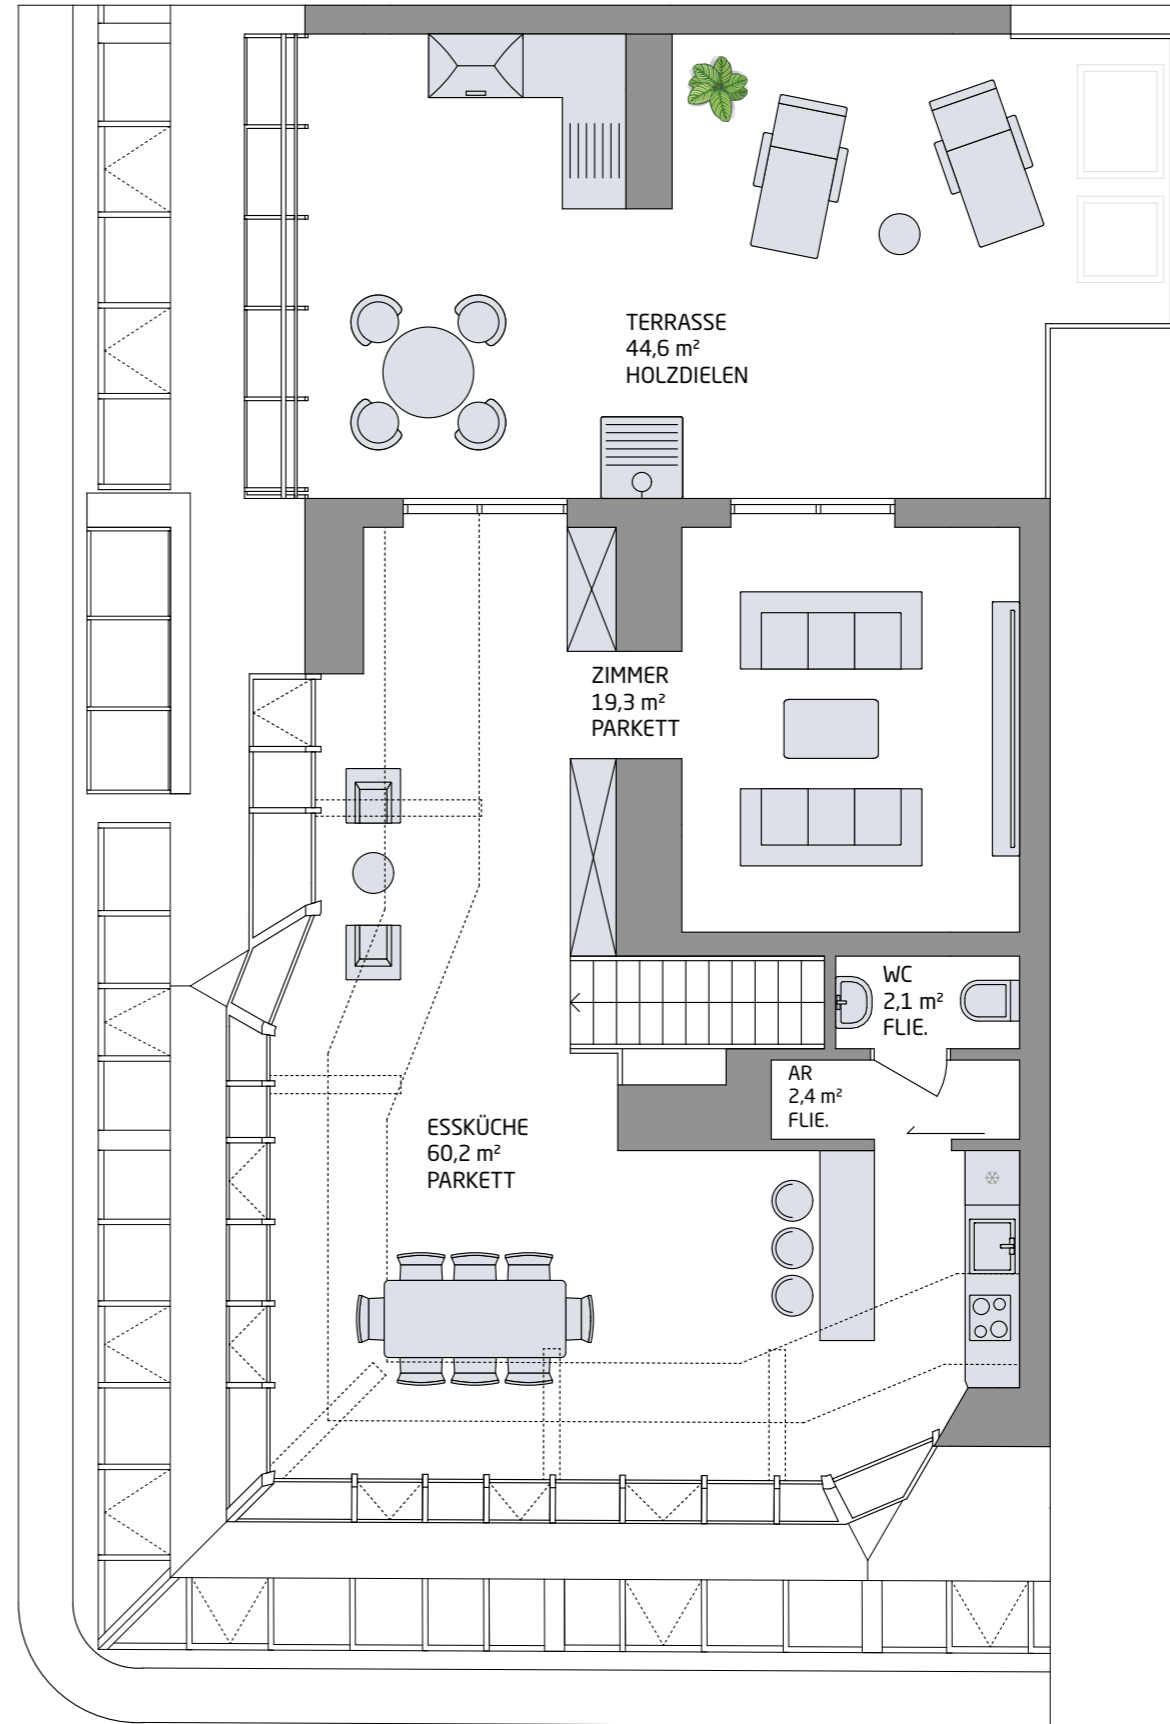 TERRASSE
44,6 m²
HOLZDIELEN
ZIMMER
19,3 m²
PARKETT
WC
2,1 m²
FLIE.
AR
2,4 m²
FLIE.
ESSKÜCHE
60,2 m²
PARKETT